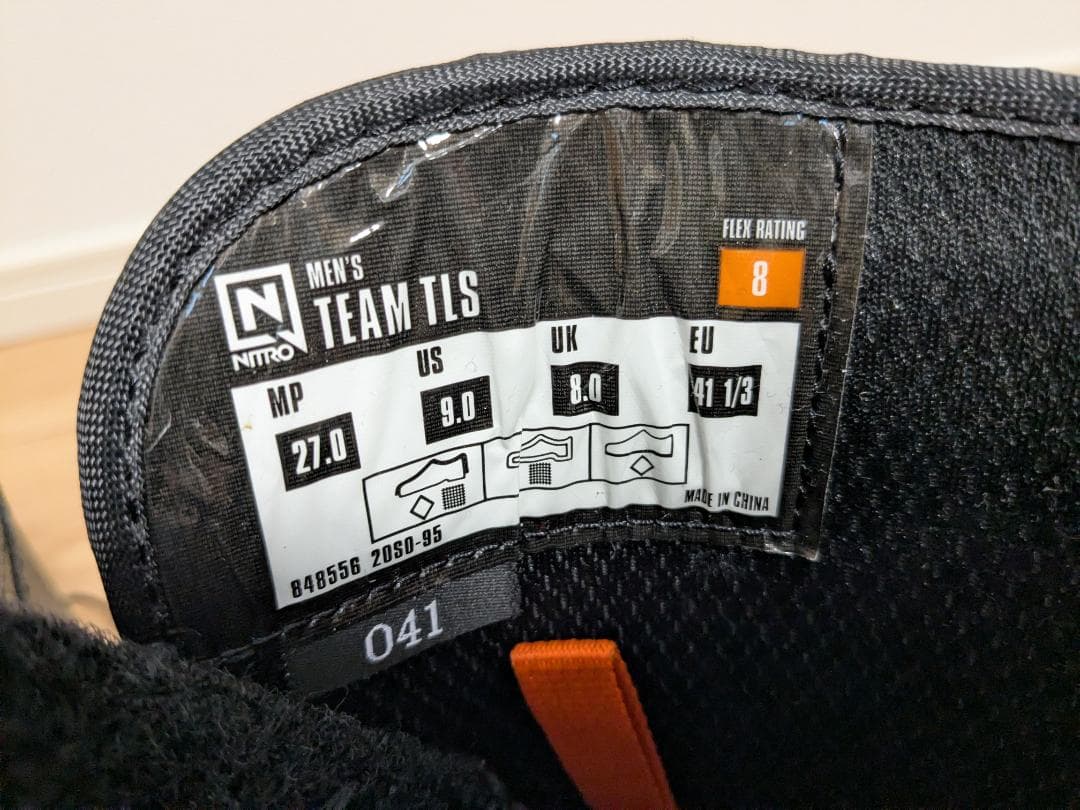 FLEX RATING
8
N
NITRO
MEN'S
TEAM TLS
MP
27.0
US
9.0
UK
8.0
EU
41 1/3
MADE IN CHINA
848556 20SO-95
041